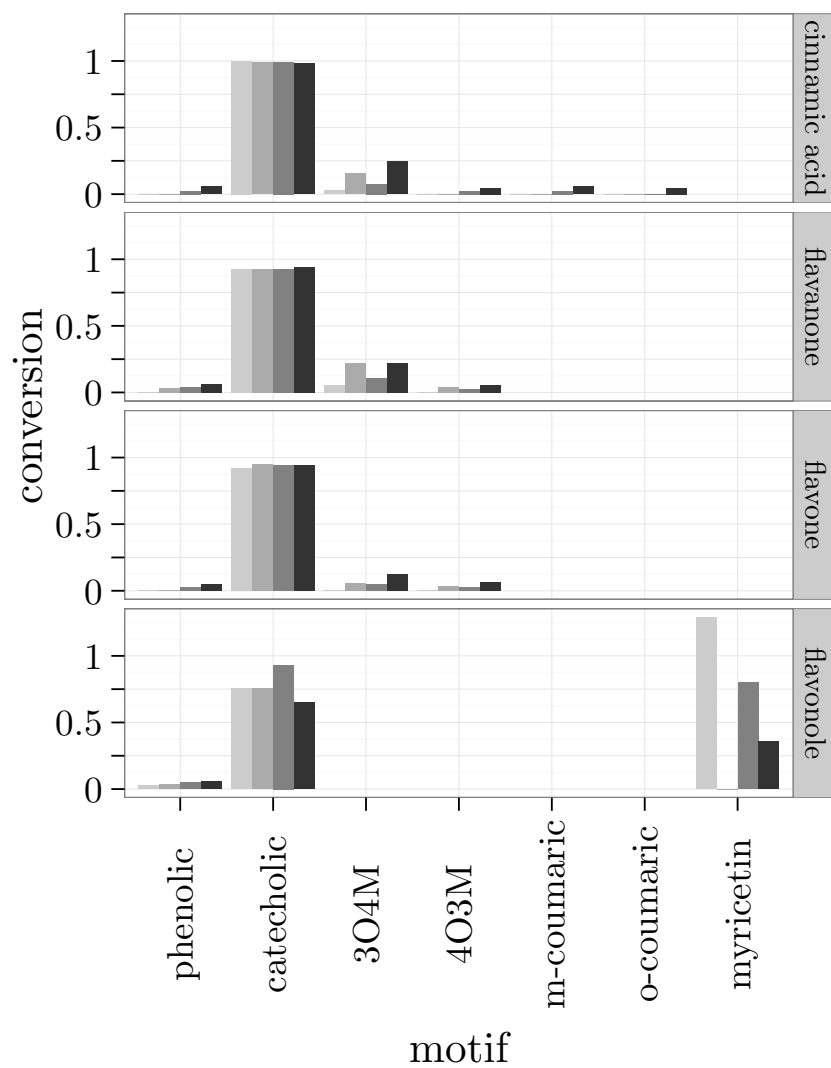 1
0.5
0
cinnamic acid
1
0.5
0
flavanone
1
0.5
0
flavone
1
0.5
0
flavonole
conversion
phenolic
catecholic
3O4M
4O3M
m-coumaric
o-coumaric
myricetin
motif